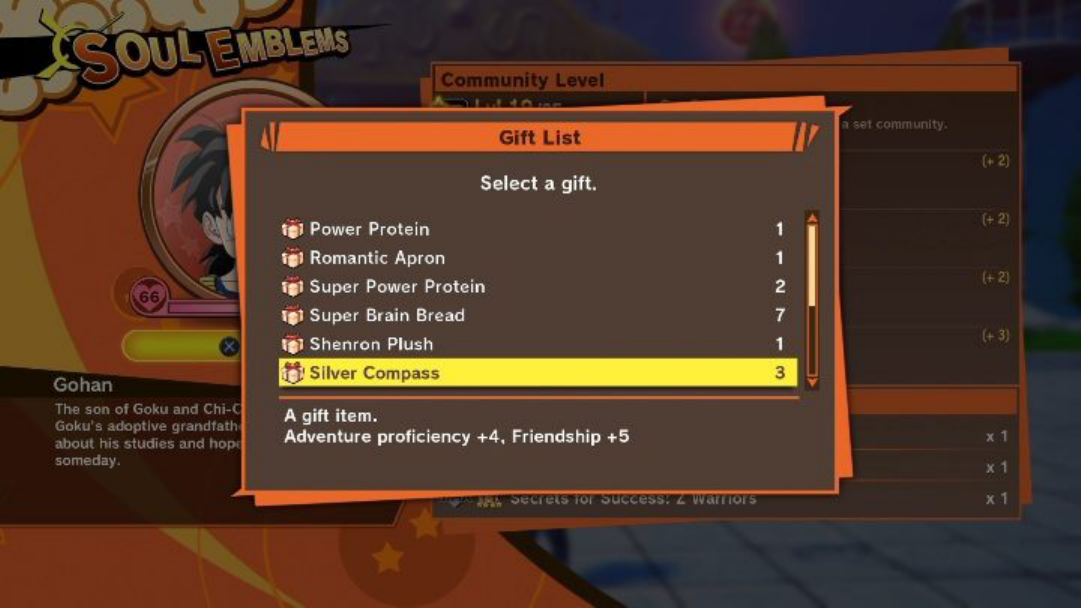 SOUL EMBLEMS
Community Level
Lvl 19
a set community.
Gift List
Select a gift.
(+ 2)
Power Protein 1
(+ 2)
Romantic Apron 1
Super Power Protein 2
(+ 2)
66
Super Brain Bread 7
Shenron Plush 1
(+ 3)
Silver Compass 3
Gohan
The son of Goku and Chi-C
Goku's adoptive grandfath
about his studies and hope
someday.
A gift item.
Adventure proficiency +4, Friendship +5
x 1
x 1
Secrets for Success: Z Warriors x 1